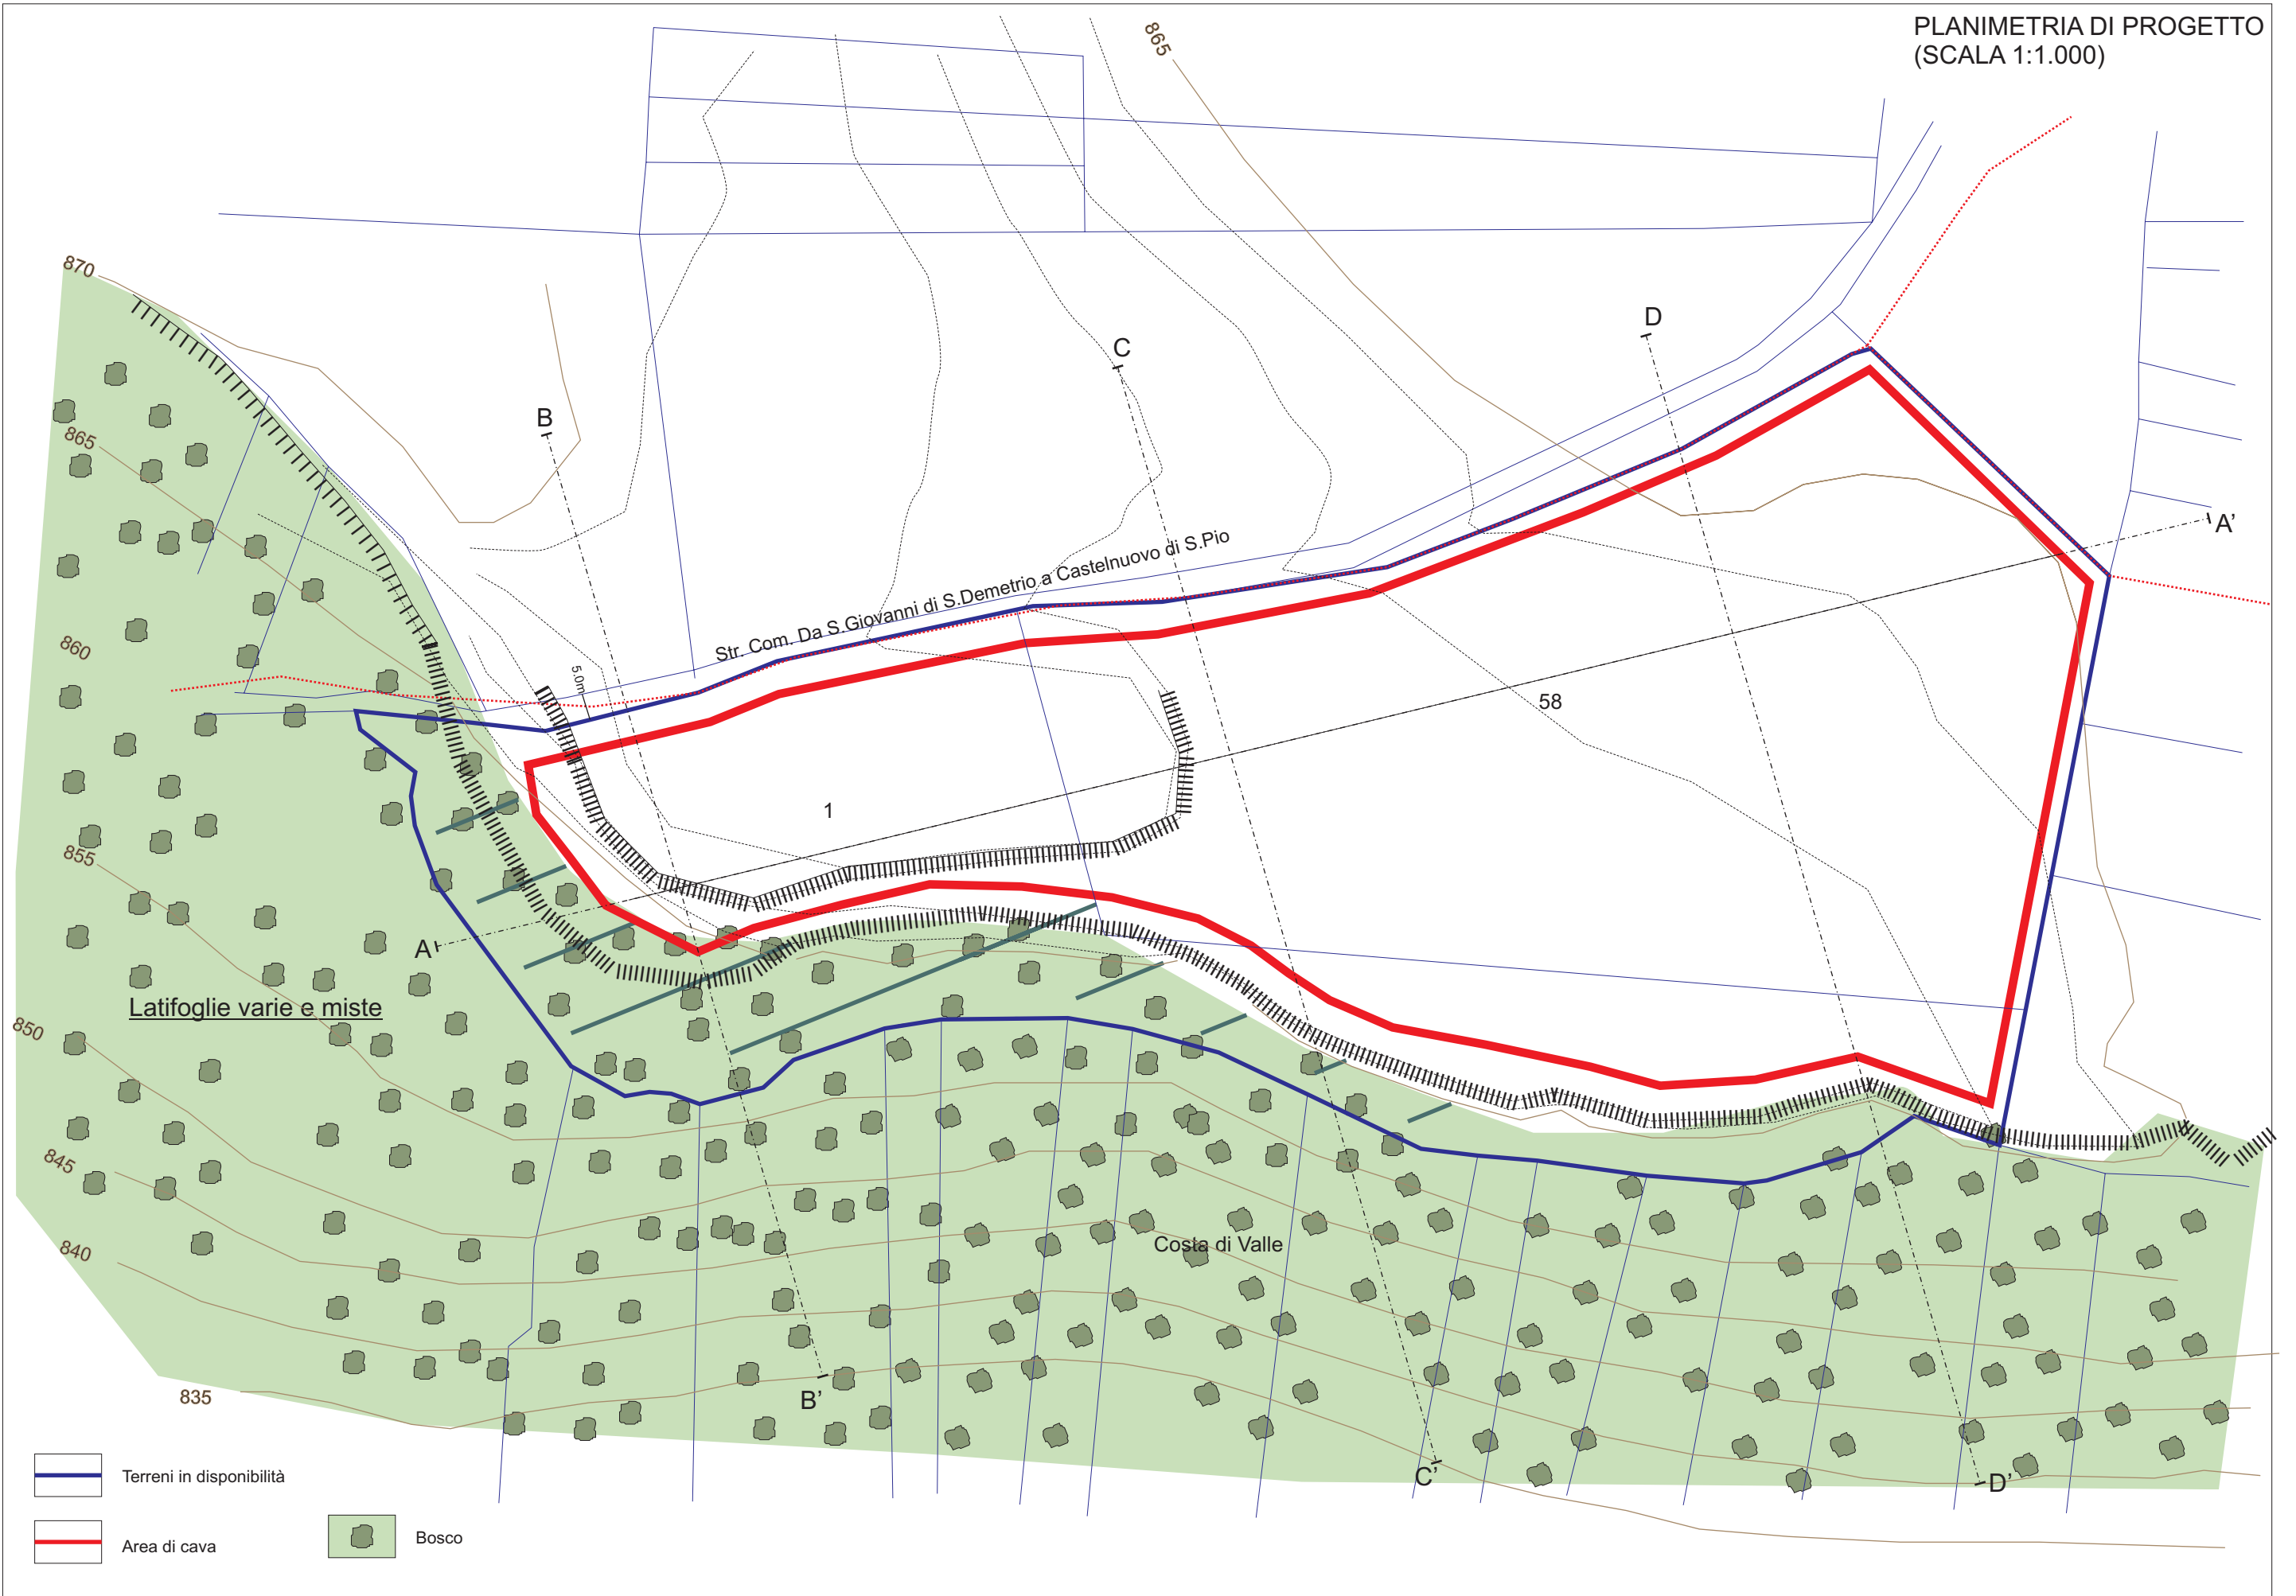 PLANIMETRIA DI PROGETTO
(SCALA 1:1.000)
865
870
D
C
B
865
A'
Str. Com. Da S.Giovanni di S.Demetrio a Castelnuovo di S.Pio
860
5.0m
58
1
855
A
Latifoglie varie e miste
850
845
Costa di Valle
840
835
B'
C'
D'
Terreni in disponibilità
Area di cava
Bosco